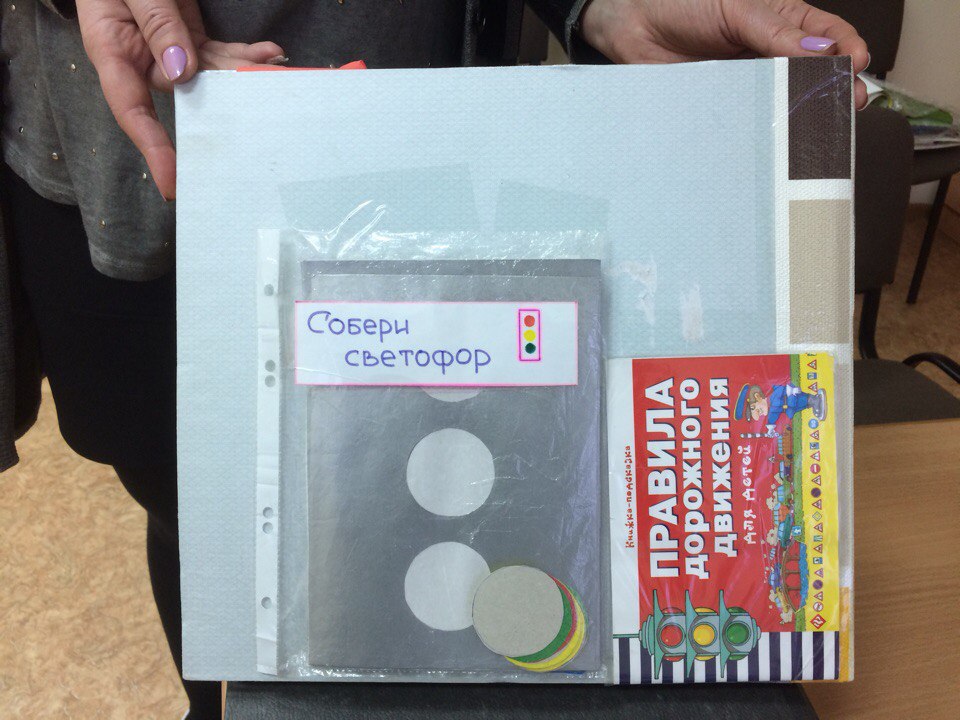 Собери
светофор
Книжка-подсказка
ПРАВИЛА
ДОРОЖНОГО
ДВИЖЕНИЯ
для детей